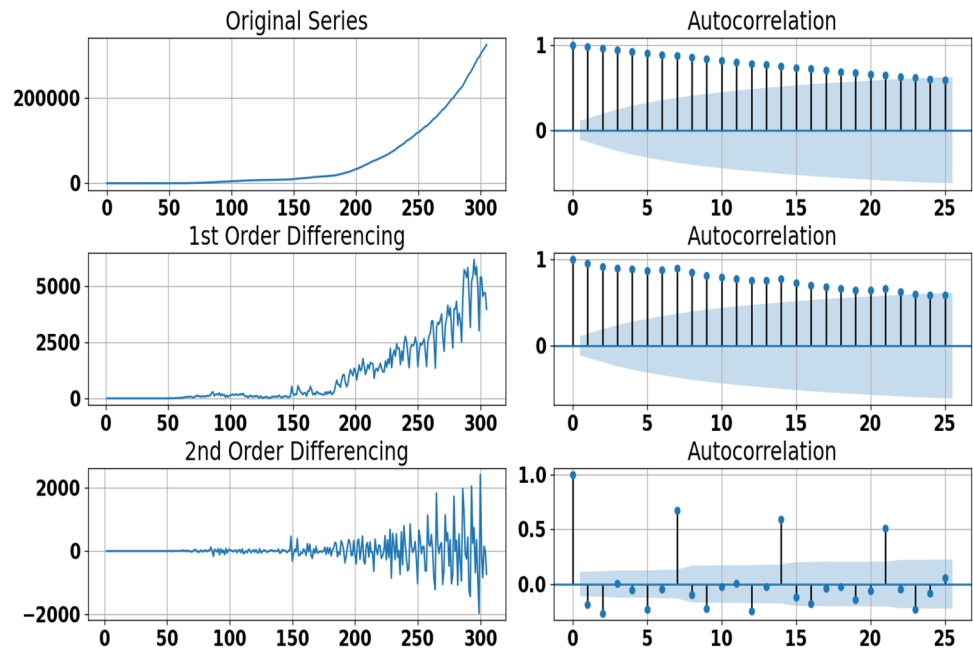 Original Series
Autocorrelation
200000
0
0 50 100 150 200 250 300
1
0
0 5 10 15 20 25
1st Order Differencing
Autocorrelation
5000
2500
0
0 50 100 150 200 250 300
1
0
0 5 10 15 20 25
2nd Order Differencing
Autocorrelation
2000
0
−2000
0 50 100 150 200 250 300
1.0
0.5
0.0
0 5 10 15 20 25